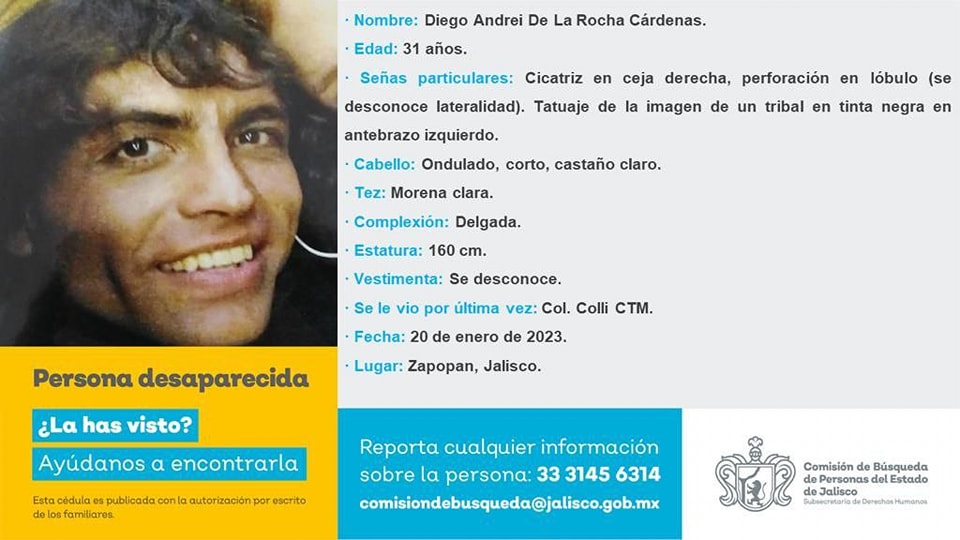 · Nombre: Diego Andrei De La Rocha Cárdenas.
· Edad: 31 años.
· Señas particulares: Cicatriz en ceja derecha, perforación en lóbulo (se
desconoce lateralidad). Tatuaje de la imagen de un tribal en tinta negra en
antebrazo izquierdo.
· Cabello: Ondulado, corto, castaño claro.
· Tez: Morena clara.
· Complexión: Delgada.
· Estatura: 160 cm.
· Vestimenta: Se desconoce.
· Se le vio por última vez: Col. Colli CTM.
· Fecha: 20 de enero de 2023.
· Lugar: Zapopan, Jalisco.
Persona desaparecida
¿La has visto?
Ayúdanos a encontrarla
Esta cédula es publicada con la autorización por escrito
de los familiares.
Reporta cualquier información
sobre la persona: 33 3145 6314
comisiondebusqueda@jalisco.gob.mx
Comisión de Búsqueda
de Personas del Estado
de Jalisco
Subsecretaría de Derechos Humanos